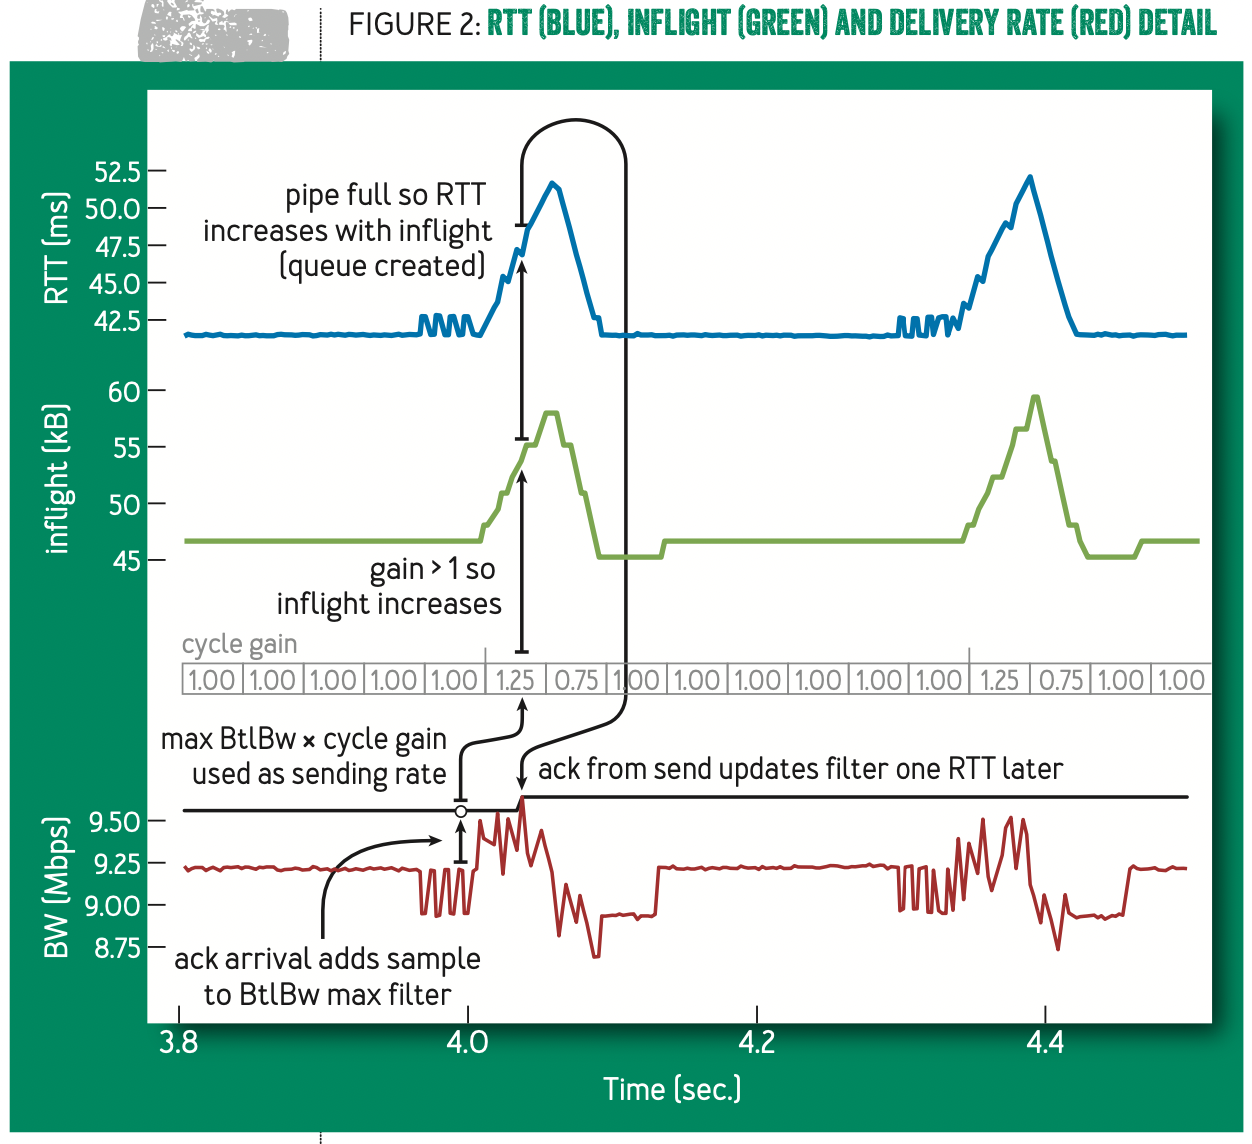 FIGURE 2: RTT (BLUE), INFLIGHT (GREEN) AND DELIVERY RATE (RED) DETAIL
RTT (ms)
52.5
50.0
47.5
45.0
42.5
pipe full so RTT
increases with inflight
(queue created)
inflight (kB)
60
55
50
45
gain > 1 so
inflight increases
cycle gain
1.00 1.00 1.00 1.00 1.00 1.25 0.75 1.00 1.00 1.00 1.00 1.00 1.00 1.25 0.75 1.00 1.00
max BtlBw × cycle gain
used as sending rate
ack from send updates filter one RTT later
BW (Mbps)
9.50
9.25
9.00
8.75
ack arrival adds sample
to BtlBw max filter
3.8 4.0 4.2 4.4
Time (sec.)